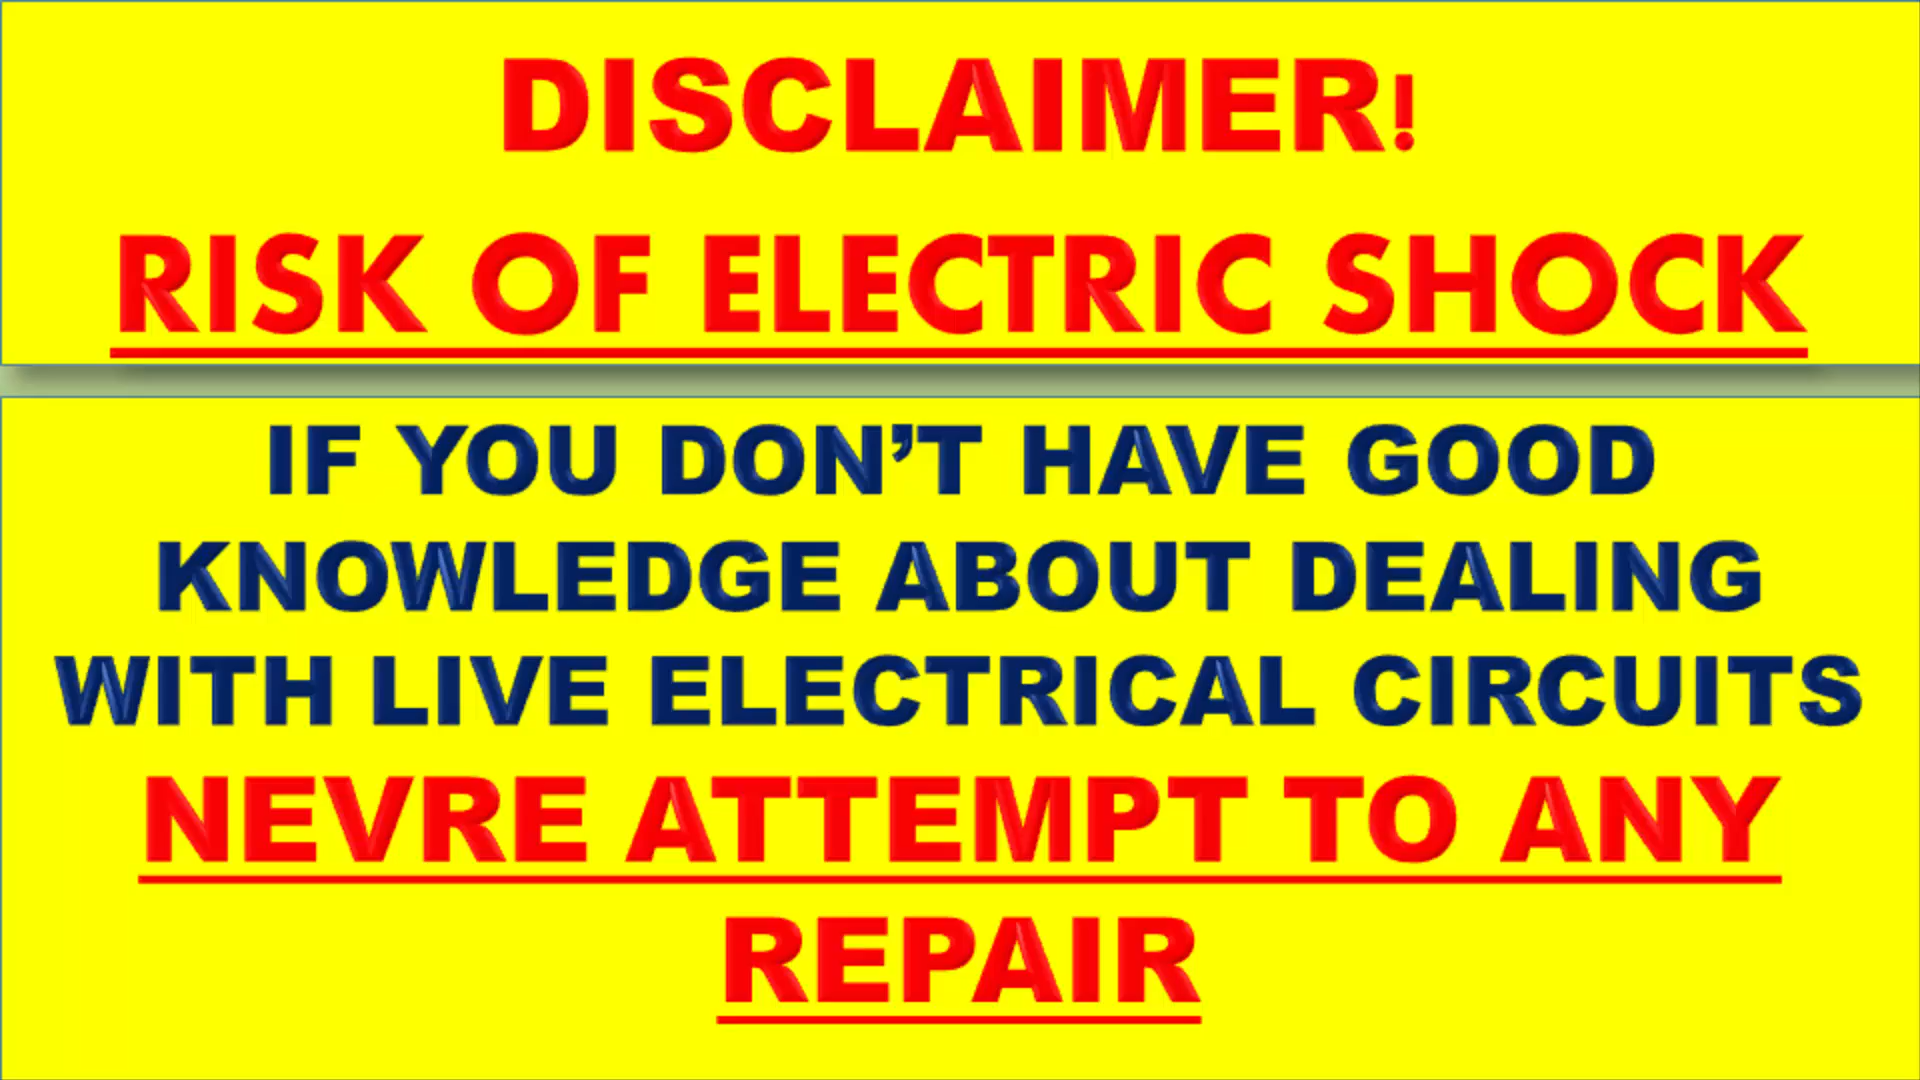 DISCLAIMER!
RISK OF ELECTRIC SHOCK
IF YOU DON’T HAVE GOOD
KNOWLEDGE ABOUT DEALING
WITH LIVE ELECTRICAL CIRCUITS
NEVRE ATTEMPT TO ANY
REPAIR